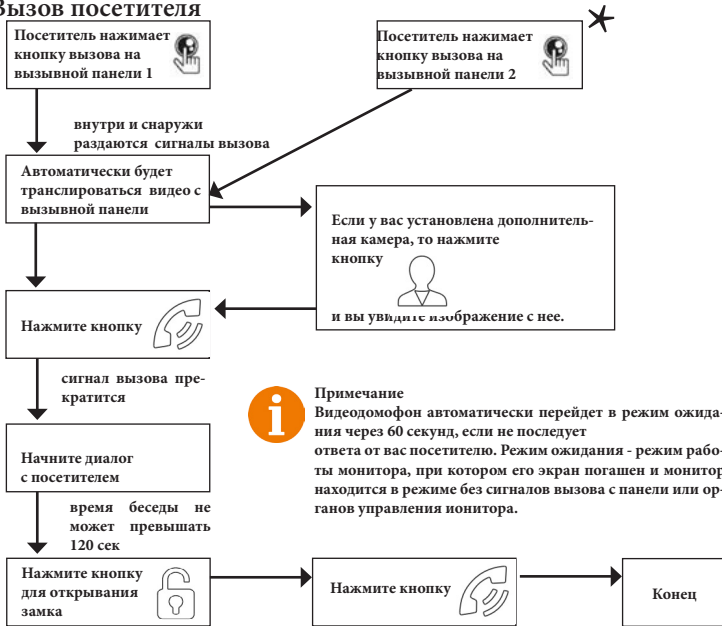 Вызов посетителя
Посетитель нажимает
кнопку вызова на
вызывной панели 1
Посетитель нажимает
кнопку вызова на
вызывной панели 2
внутри и снаружи
раздаются сигналы вызова
Автоматически будет
транслироваться видео с
вызывной панели
Если у вас установлена дополнитель-
ная камера, то нажмите
кнопку
и вы увидите изображение с нее.
Нажмите кнопку
сигнал вызова пре-
кратится
Примечание
Видеодомофон автоматически перейдет в режим ожида-
ния через 60 секунд, если не последует
ответа от вас посетителю. Режим ожидания - режим рабо-
ты монитора, при котором его экран погашен и монитор
находится в режиме без сигналов вызова с панели или ор-
ганов управления ионитора.
Начните диалог
с посетителем
время беседы не
может превышать
120 сек
Нажмите кнопку
для открывания
замка
Нажмите кнопку
Конец